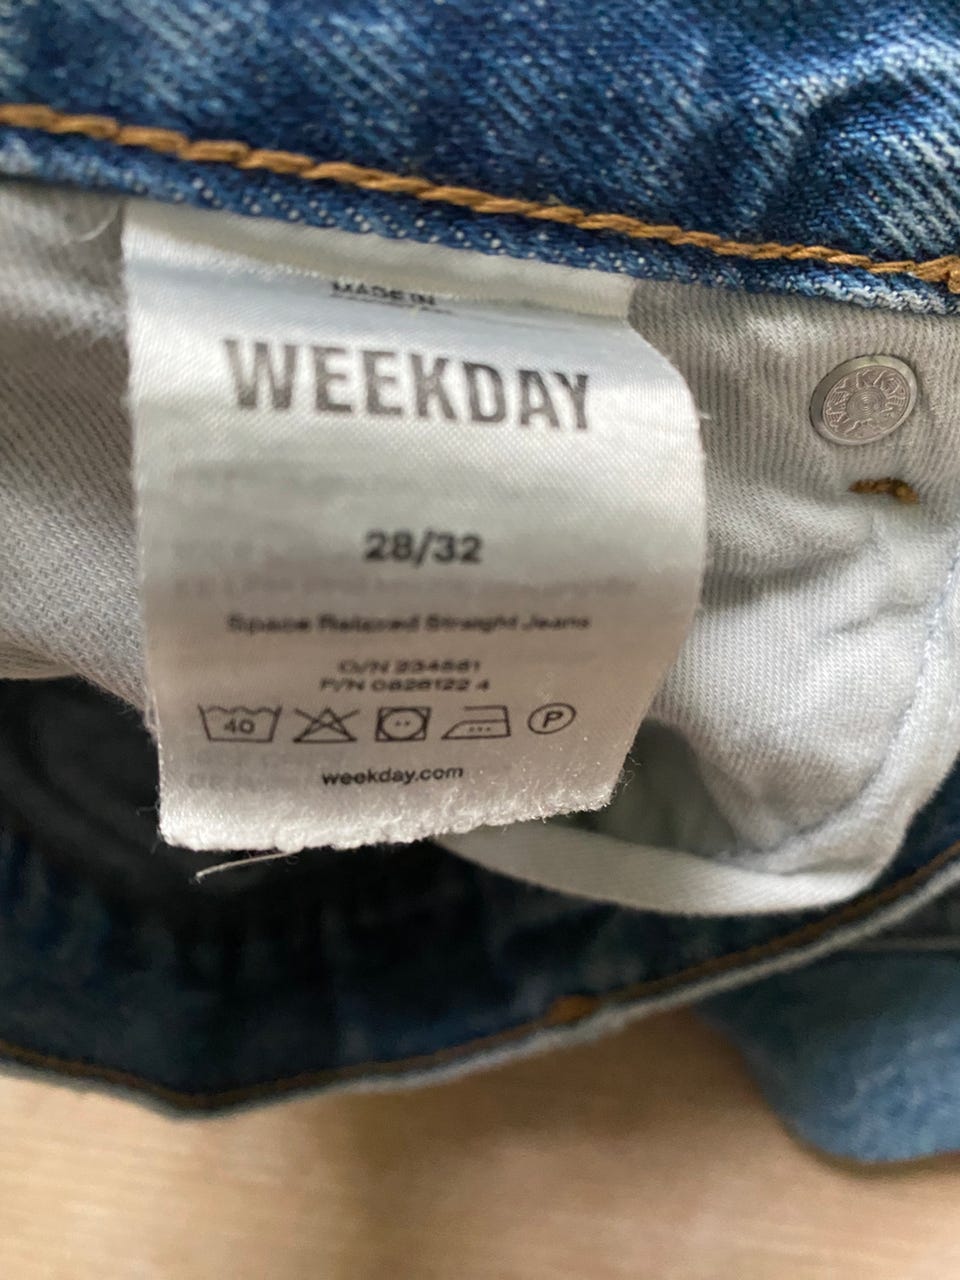 MADE IN
WEEKDAY
28/32
Space Relaxed Straight Jeans
O/N 234561
P/N 0826122 4
40
P
weekday.com